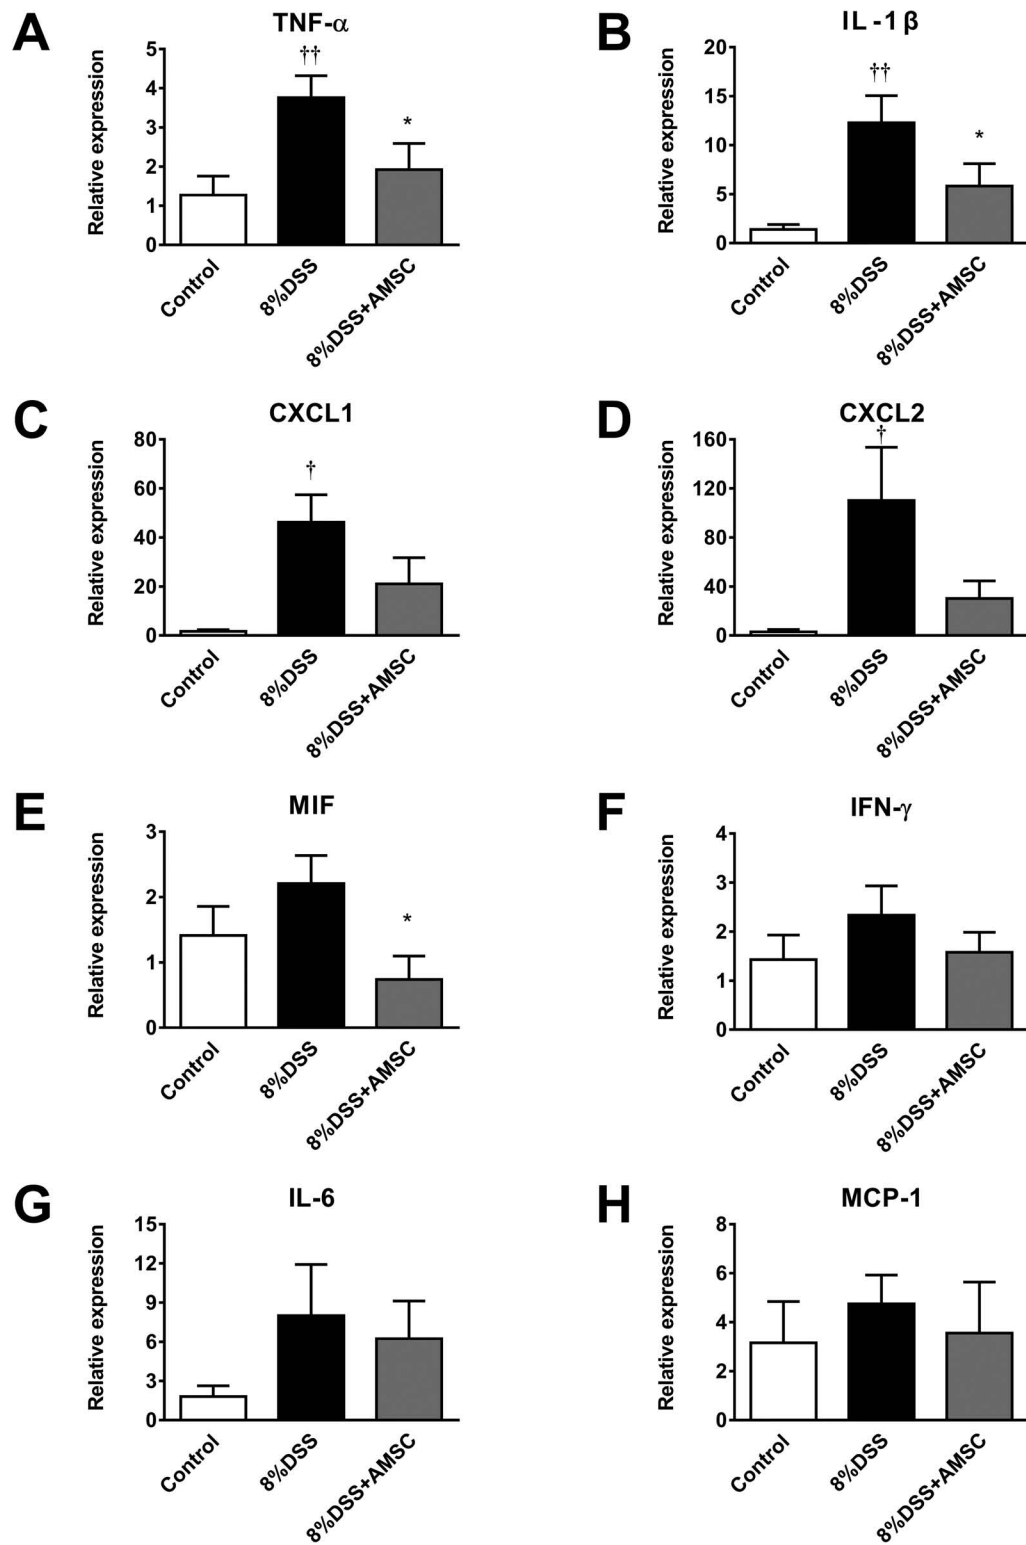 A
TNF-α
Relative expression
5
4
3
2
1
0
††
*
Control
8%DSS
8%DSS+AMSC
B
IL -1 β
Relative expression
20
15
10
5
0
††
*
Control
8%DSS
8%DSS+AMSC
C
CXCL1
Relative expression
80
60
40
20
0
†
Control
8%DSS
8%DSS+AMSC
D
CXCL2
Relative expression
160
120
80
40
0
†
Control
8%DSS
8%DSS+AMSC
E
MIF
Relative expression
3
2
1
0
*
Control
8%DSS
8%DSS+AMSC
F
IFN-γ
Relative expression
4
3
2
1
0
Control
8%DSS
8%DSS+AMSC
G
IL-6
Relative expression
15
12
9
6
3
0
Control
8%DSS
8%DSS+AMSC
H
MCP-1
Relative expression
8
6
4
2
0
Control
8%DSS
8%DSS+AMSC